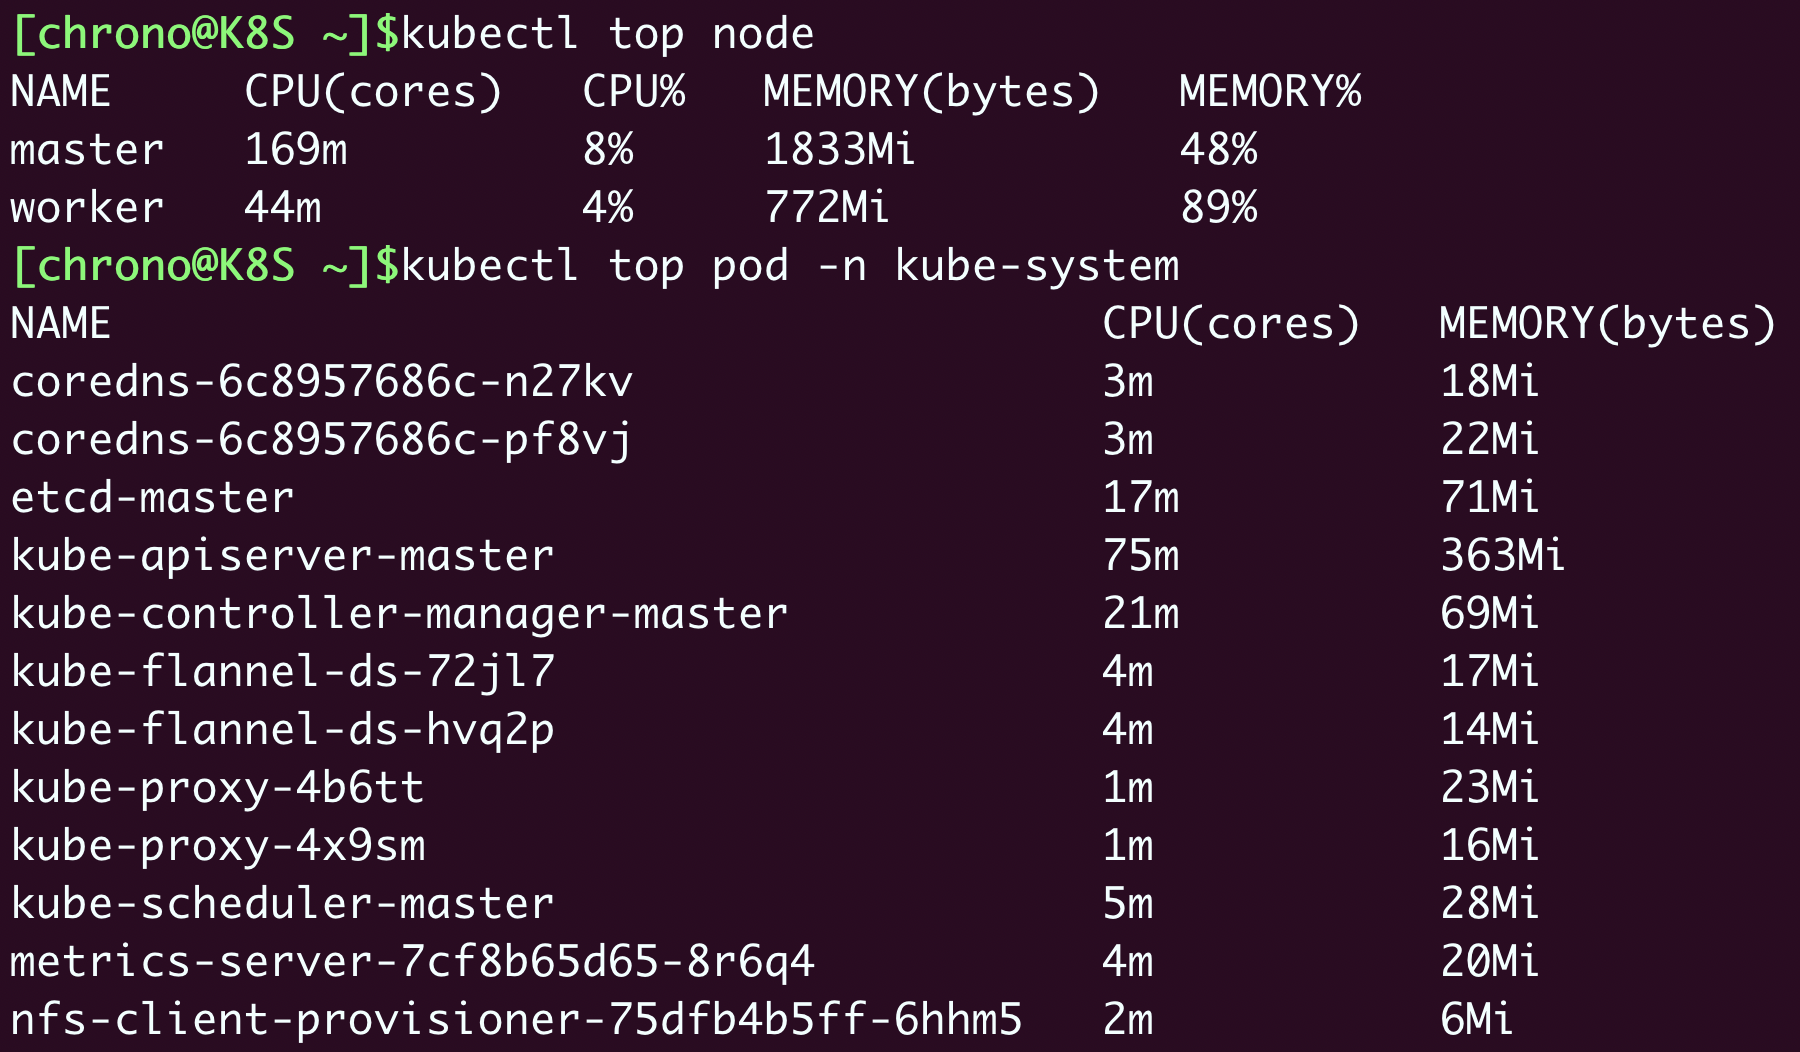 [chrono@K8S ~]$kubectl top node
NAME     CPU(cores)   CPU%   MEMORY(bytes)   MEMORY%
master   169m         8%     1833Mi          48%
worker   44m          4%     772Mi           89%
[chrono@K8S ~]$kubectl top pod -n kube-system
NAME                                      CPU(cores)   MEMORY(bytes)
coredns-6c8957686c-n27kv                  3m           18Mi
coredns-6c8957686c-pf8vj                  3m           22Mi
etcd-master                               17m          71Mi
kube-apiserver-master                     75m          363Mi
kube-controller-manager-master            21m          69Mi
kube-flannel-ds-72jl7                     4m           17Mi
kube-flannel-ds-hvq2p                     4m           14Mi
kube-proxy-4b6tt                          1m           23Mi
kube-proxy-4x9sm                          1m           16Mi
kube-scheduler-master                     5m           28Mi
metrics-server-7cf8b65d65-8r6q4           4m           20Mi
nfs-client-provisioner-75dfb4b5ff-6hhm5   2m           6Mi